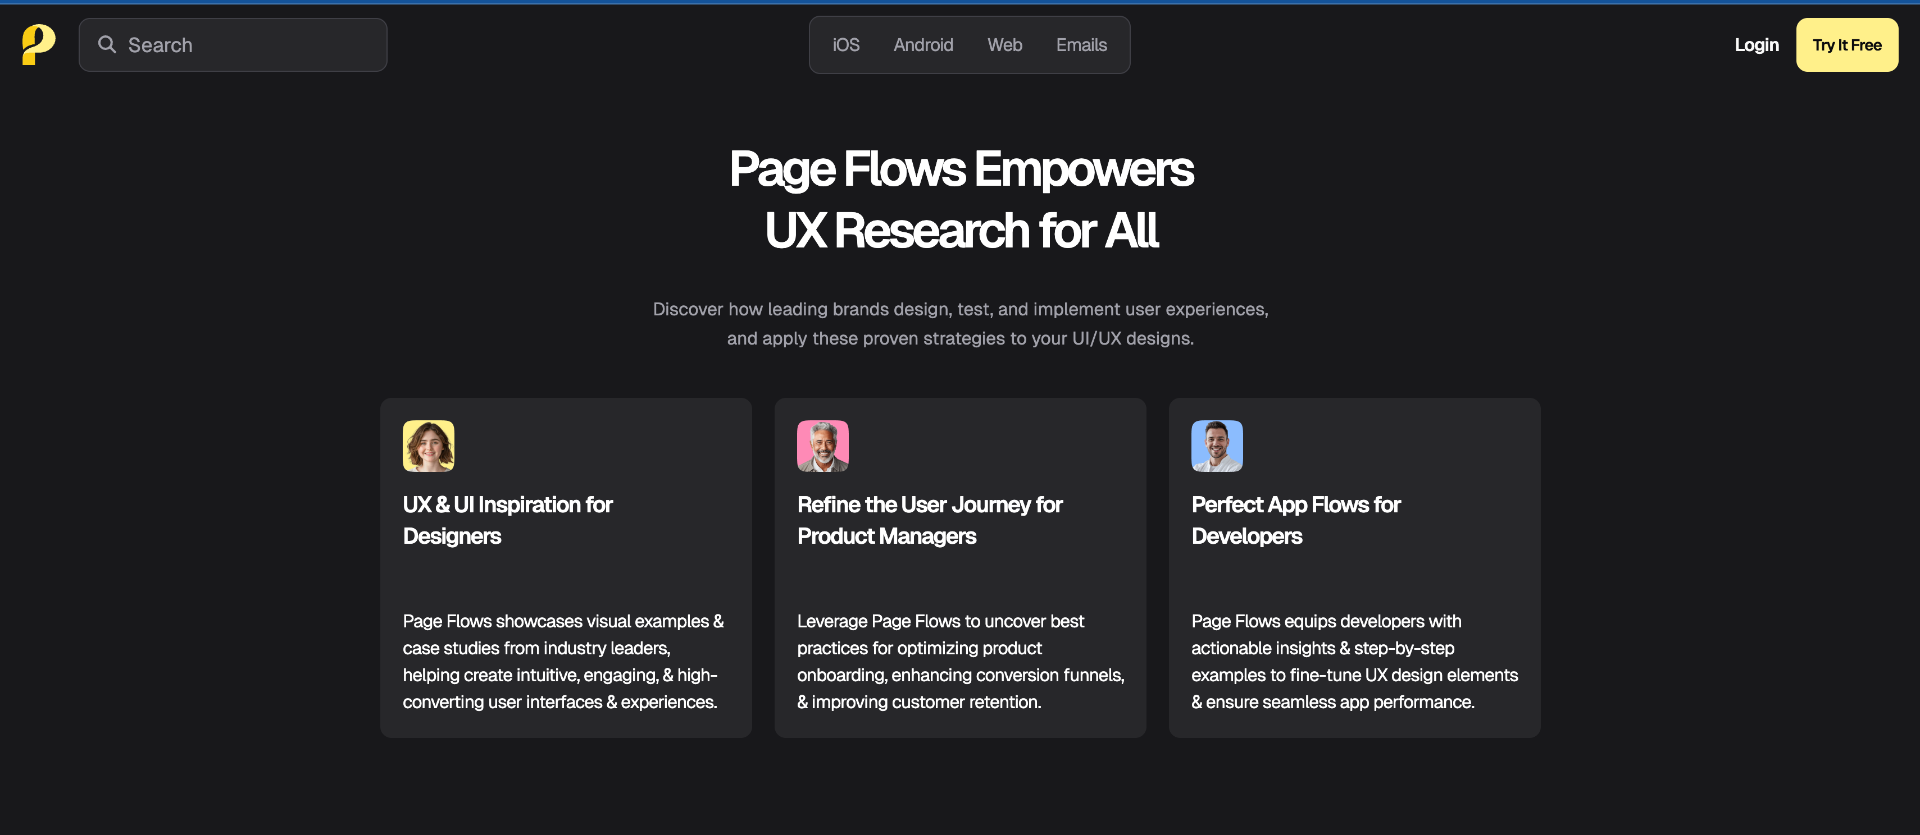 Search
iOS
Android
Web
Emails
Login
Try It Free
Page Flows Empowers
UX Research for All
Discover how leading brands design, test, and implement user experiences,
and apply these proven strategies to your UI/UX designs.
UX & UI Inspiration for
Designers
Page Flows showcases visual examples &
case studies from industry leaders,
helping create intuitive, engaging, & high-
converting user interfaces & experiences.
Refine the User Journey for
Product Managers
Leverage Page Flows to uncover best
practices for optimizing product
onboarding, enhancing conversion funnels,
& improving customer retention.
Perfect App Flows for
Developers
Page Flows equips developers with
actionable insights & step-by-step
examples to fine-tune UX design elements
& ensure seamless app performance.